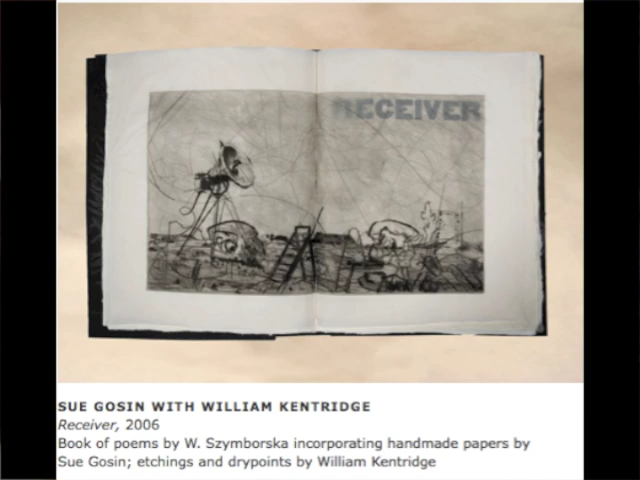 RECEIVER
SUE GOSIN WITH WILLIAM KENTRIDGE
Receiver, 2006
Book of poems by W. Szymborska incorporating handmade papers by
Sue Gosin; etchings and drypoints by William Kentridge